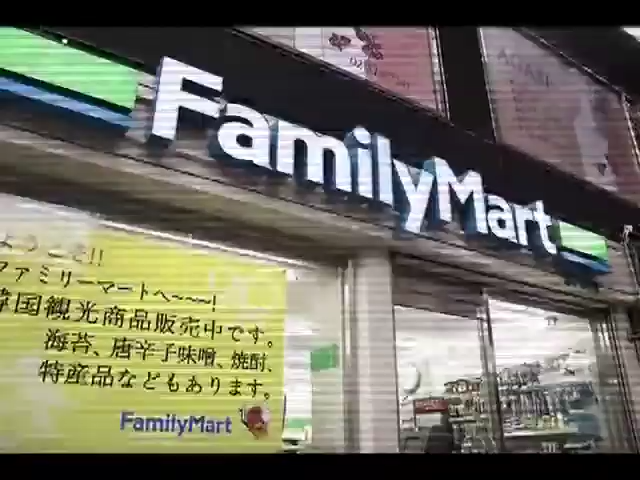 FamilyMart
ようこそ!!
ファミリーマートへ~~~!
韓国観光商品販売中です。
海苔、唐辛子味噌、焼酎、
特産品などもあります。
FamilyMart